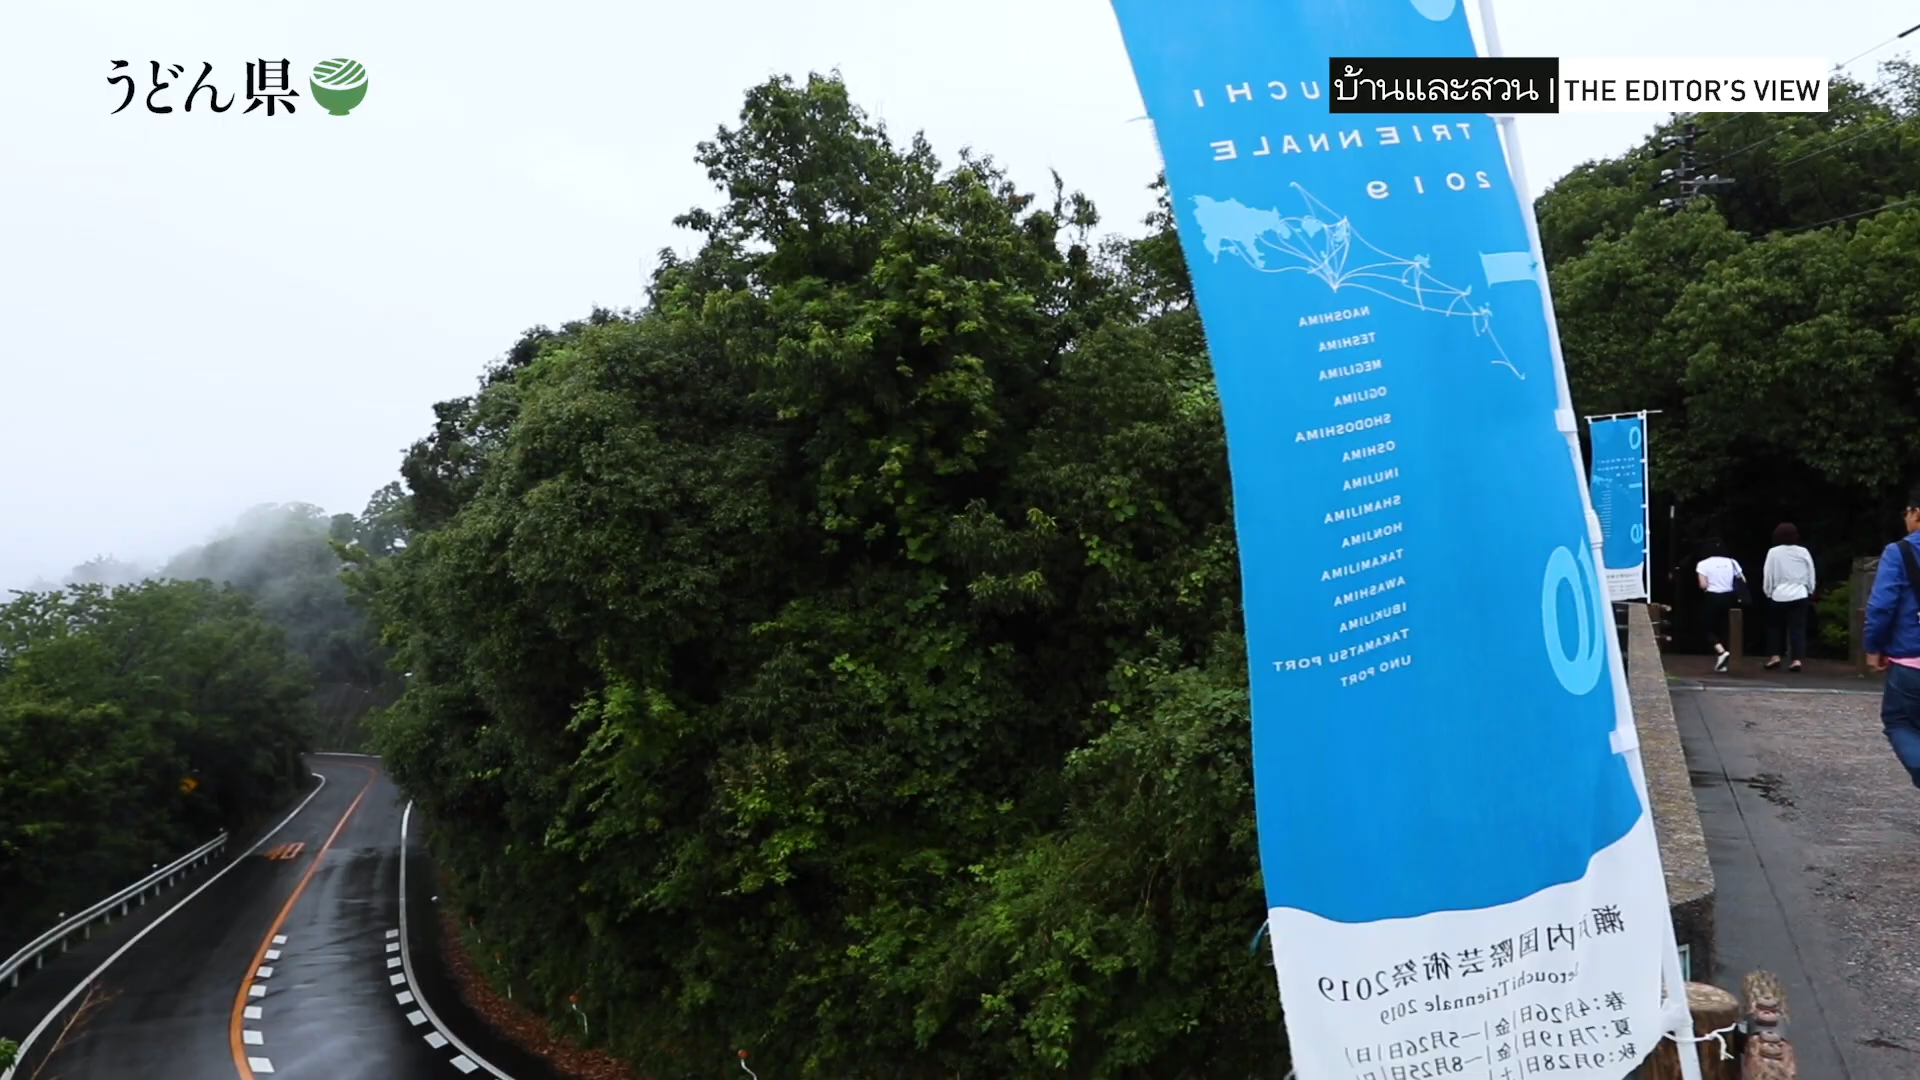 うどん県
บ้านและสวน | THE EDITOR'S VIEW
UCHI
TRIENNALE
2019
NAOSHIMA
TESHIMA
MEGIJIMA
OGIJIMA
SHODOSHIMA
OSHIMA
INUJIMA
SHAMIJIMA
HONJIMA
TAKAMIJIMA
AWASHIMA
IBUKIJIMA
TAKAMATSU PORT
UNO PORT
瀬戸内国際芸術祭2019
SetouchiTriennale 2019
春:4月26日|金|—5月26日|日|
夏:7月19日|金|—8月25日|日|
秋:9月28日|土|
40